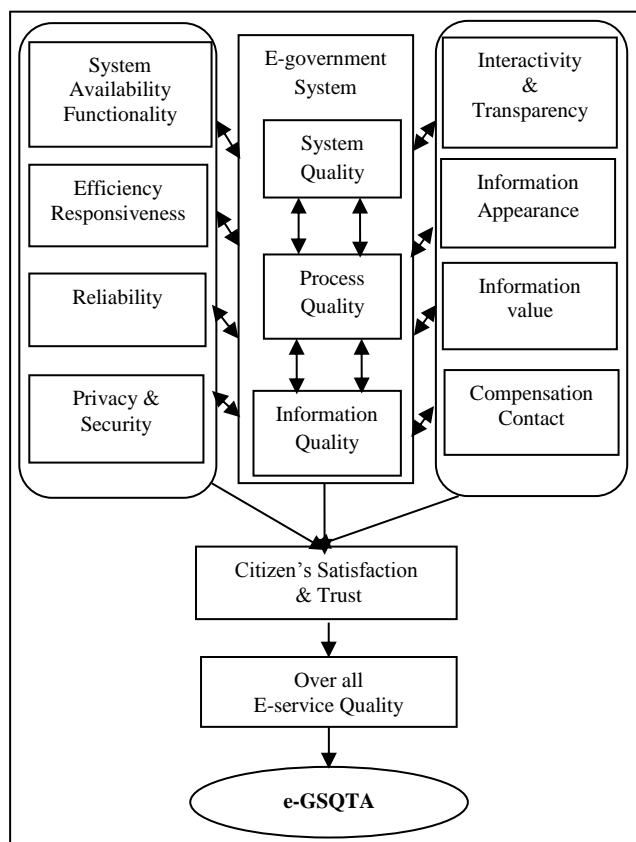 System
Availability
Functionality
Efficiency
Responsiveness
Reliability
Privacy &
Security
E-government
System
System
Quality
Process
Quality
Information
Quality
Interactivity
&
Transparency
Information
Appearance
Information
value
Compensation
Contact
Citizen’s Satisfaction
& Trust
Over all
E-service Quality
e-GSQTA